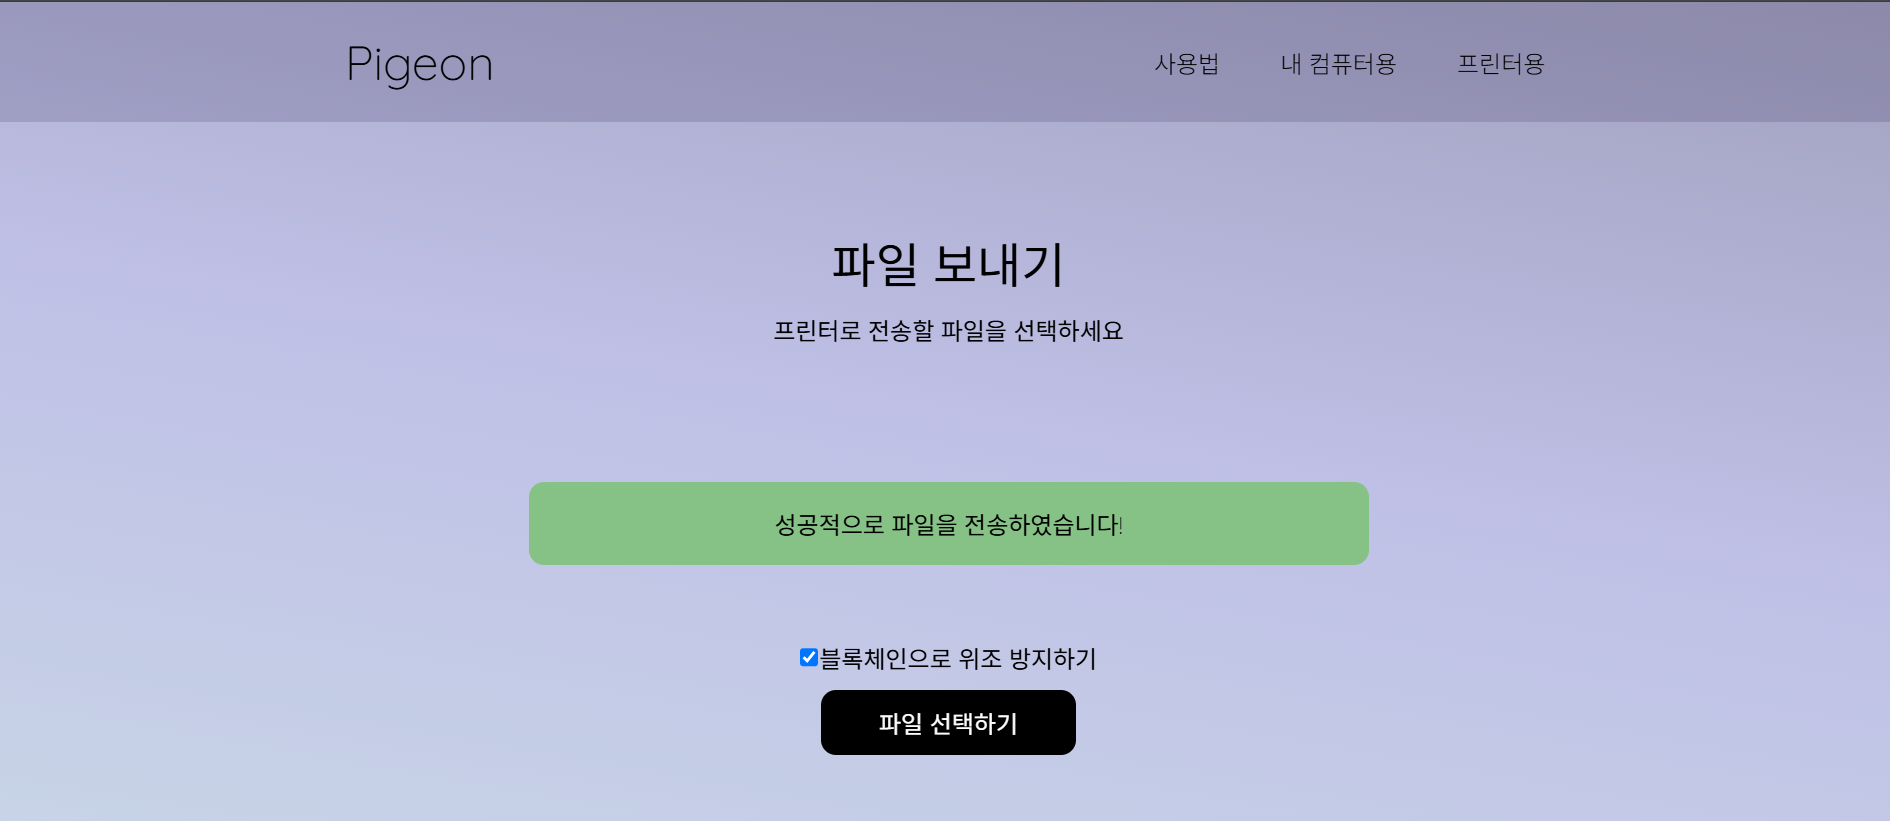 Pigeon
사용법 내 컴퓨터용 프린터용
파일 보내기
프린터로 전송할 파일을 선택하세요
성공적으로 파일을 전송하였습니다!
블록체인으로 위조 방지하기
파일 선택하기